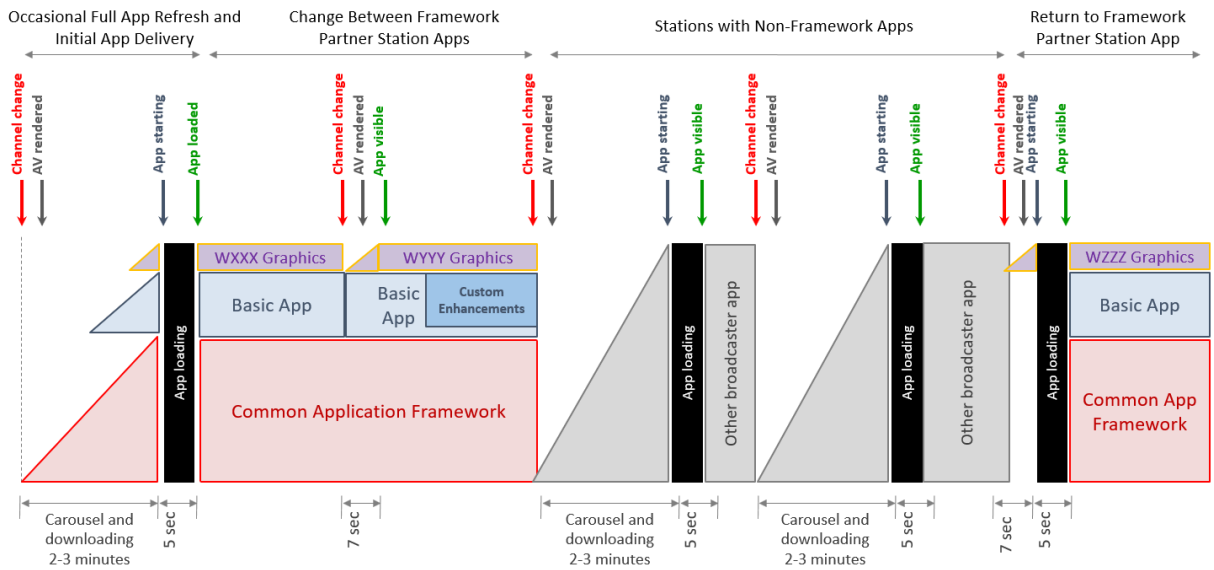 Occasional Full App Refresh and
Initial App Delivery
Change Between Framework
Partner Station Apps
Stations with Non-Framework Apps
Return to Framework
Partner Station App
Channel change
AV rendered
App starting
App loaded
Channel change
AV rendered
App visible
Channel change
AV rendered
App starting
App visible
Channel change
AV rendered
App starting
App visible
Channel change
AV rendered
App starting
App visible
App loading
WXXX Graphics
Basic App
WYYY Graphics
Basic
App
Custom
Enhancements
Common Application Framework
App loading
Other broadcaster app
App loading
Other broadcaster app
App loading
WZZZ Graphics
Basic App
Common App
Framework
Carousel and
downloading
2-3 minutes
5 sec
7 sec
Carousel and
downloading
2-3 minutes
5 sec
Carousel and
downloading
2-3 minutes
5 sec
7 sec
5 sec